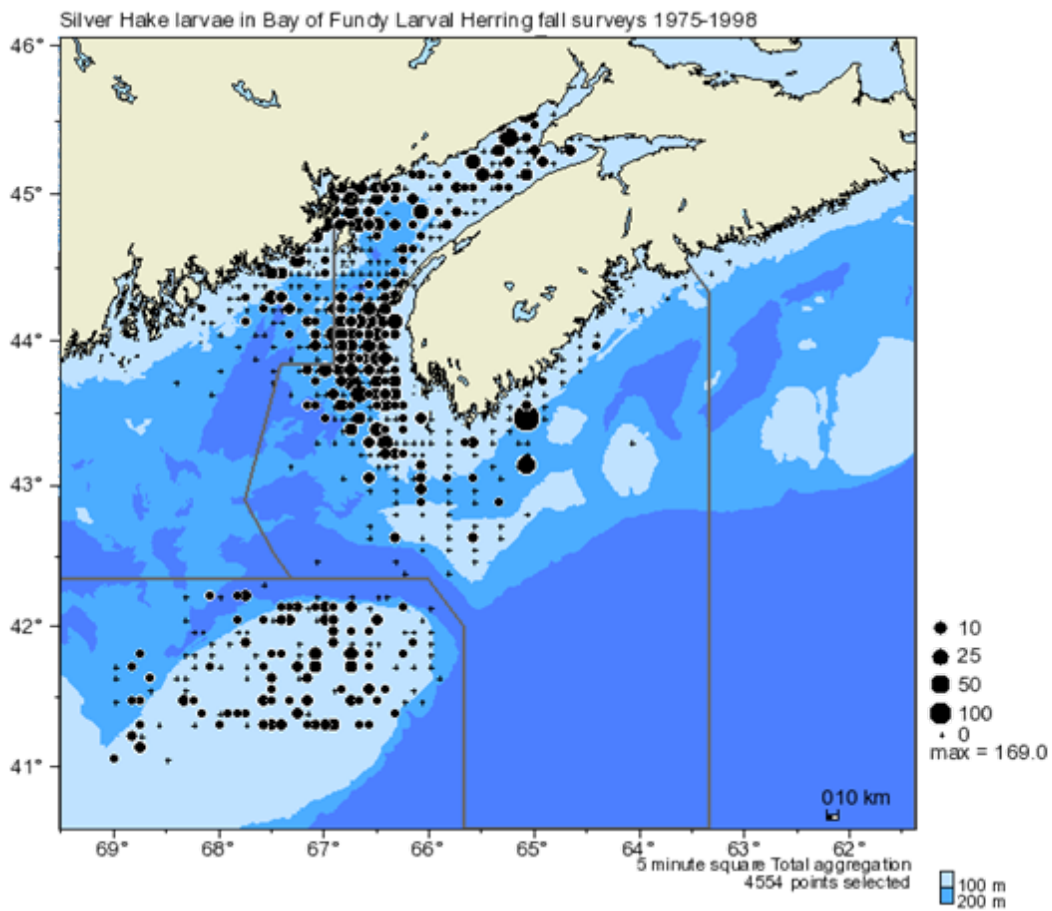 Silver Hake larvae in Bay of Fundy Larval Herring fall surveys 1975-1998
46°
45°
44°
43°
42°
41°
10
25
50
100
0
max = 169.0
010 km
69° 68° 67° 66° 65° 64° 63° 62°
5 minute square Total aggregation
4554 points selected
100 m
200 m